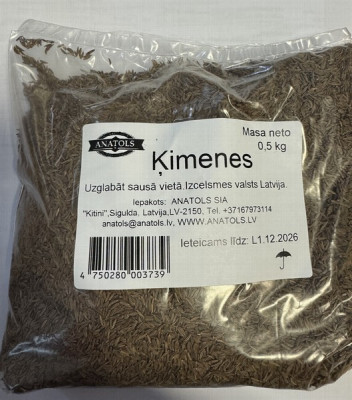 ANATOLS
Masa neto
0,5 kg
Ķimenes
Uzglabāt sausā vietā.Izcelsmes valsts Latvija.
Iepakots: ANATOLS SIA
"Kitini",Sigulda. Latvija,LV-2150, Tel. +37167973114
anatols@anatols.lv, WWW.ANATOLS.LV
Ieteicams līdz: L1.12.2026
4 750280 003739